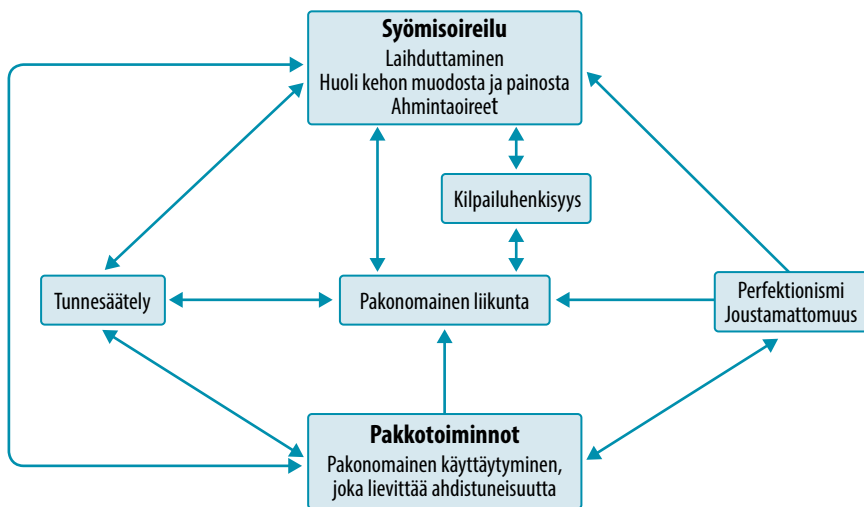 Syömisoireilu
Laihduttaminen
Huoli kehon muodosta ja painosta
Ahmintaoireet
Kilpailuhenkisyys
Tunnesäätely
Pakonomainen liikunta
Perfektionismi
Joustamattomuus
Pakkotoiminnot
Pakonomainen käyttäytyminen,
joka lievittää ahdistuneisuutta